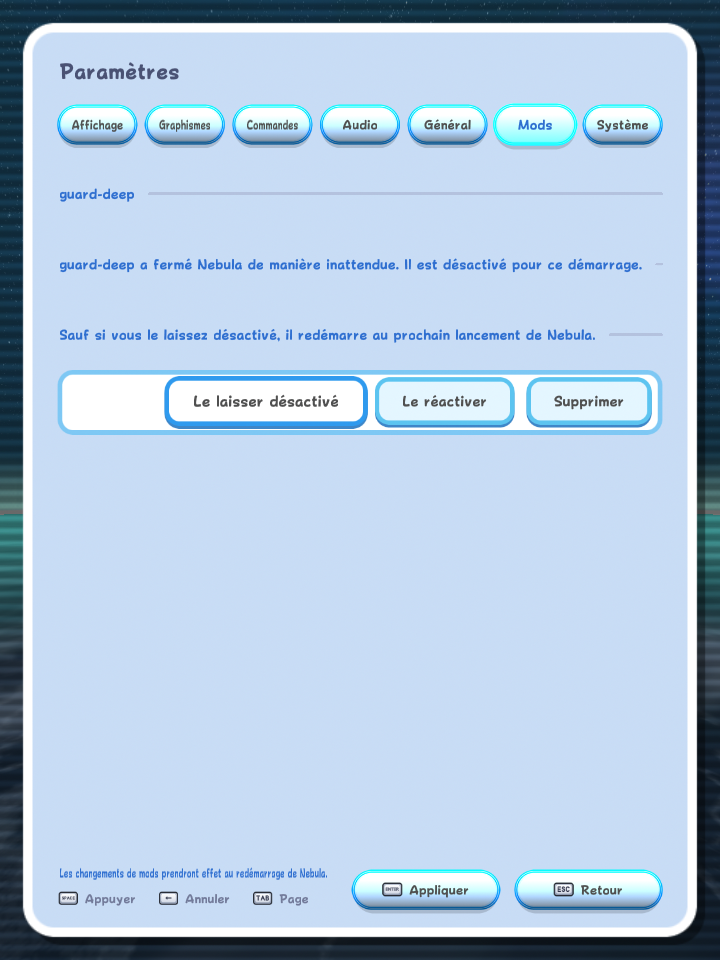 Paramètres
Affichage Graphismes Commandes Audio Général Mods Système
guard-deep
guard-deep a fermé Nebula de manière inattendue. Il est désactivé pour ce démarrage.
Sauf si vous le laissez désactivé, il redémarre au prochain lancement de Nebula.
Le laisser désactivé Le réactiver Supprimer
Les changements de mods prendront effet au redémarrage de Nebula.
SPACE Appuyer ← Annuler TAB Page ENTER Appliquer ESC Retour